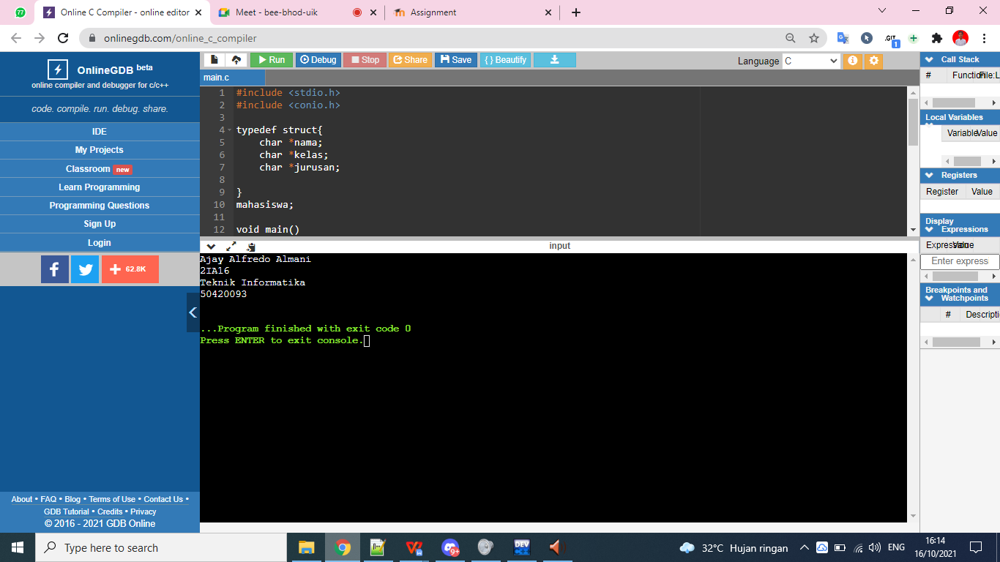 77
Online C Compiler - online editor
Meet - bee-bhod-uik
Assignment
onlinegdb.com/online_c_compiler
.GIT
1
OnlineGDB beta
online compiler and debugger for c/c++
code. compile. run. debug. share.
IDE
My Projects
Classroom new
Learn Programming
Programming Questions
Sign Up
Login
f
62.8K
About • FAQ • Blog • Terms of Use • Contact Us •
GDB Tutorial • Credits • Privacy
© 2016 - 2021 GDB Online
Run Debug Stop Share Save { } Beautify
Language C
main.c
1 #include <stdio.h>
2 #include <conio.h>
3
4 typedef struct{
5 char *nama;
6 char *kelas;
7 char *jurusan;
8
9 }
10 mahasiswa;
11
12 void main()
input
Ajay Alfredo Almani
2IA16
Teknik Informatika
50420093
...Program finished with exit code 0
Press ENTER to exit console.
Call Stack
# Function File:L
Local Variables
Variable Value
Registers
Register Value
Display
Expressions
Expression Value
Enter express
Breakpoints and
Watchpoints
# Descripti
Type here to search
9+
DEV
32°C Hujan ringan
ENG
16:14
16/10/2021